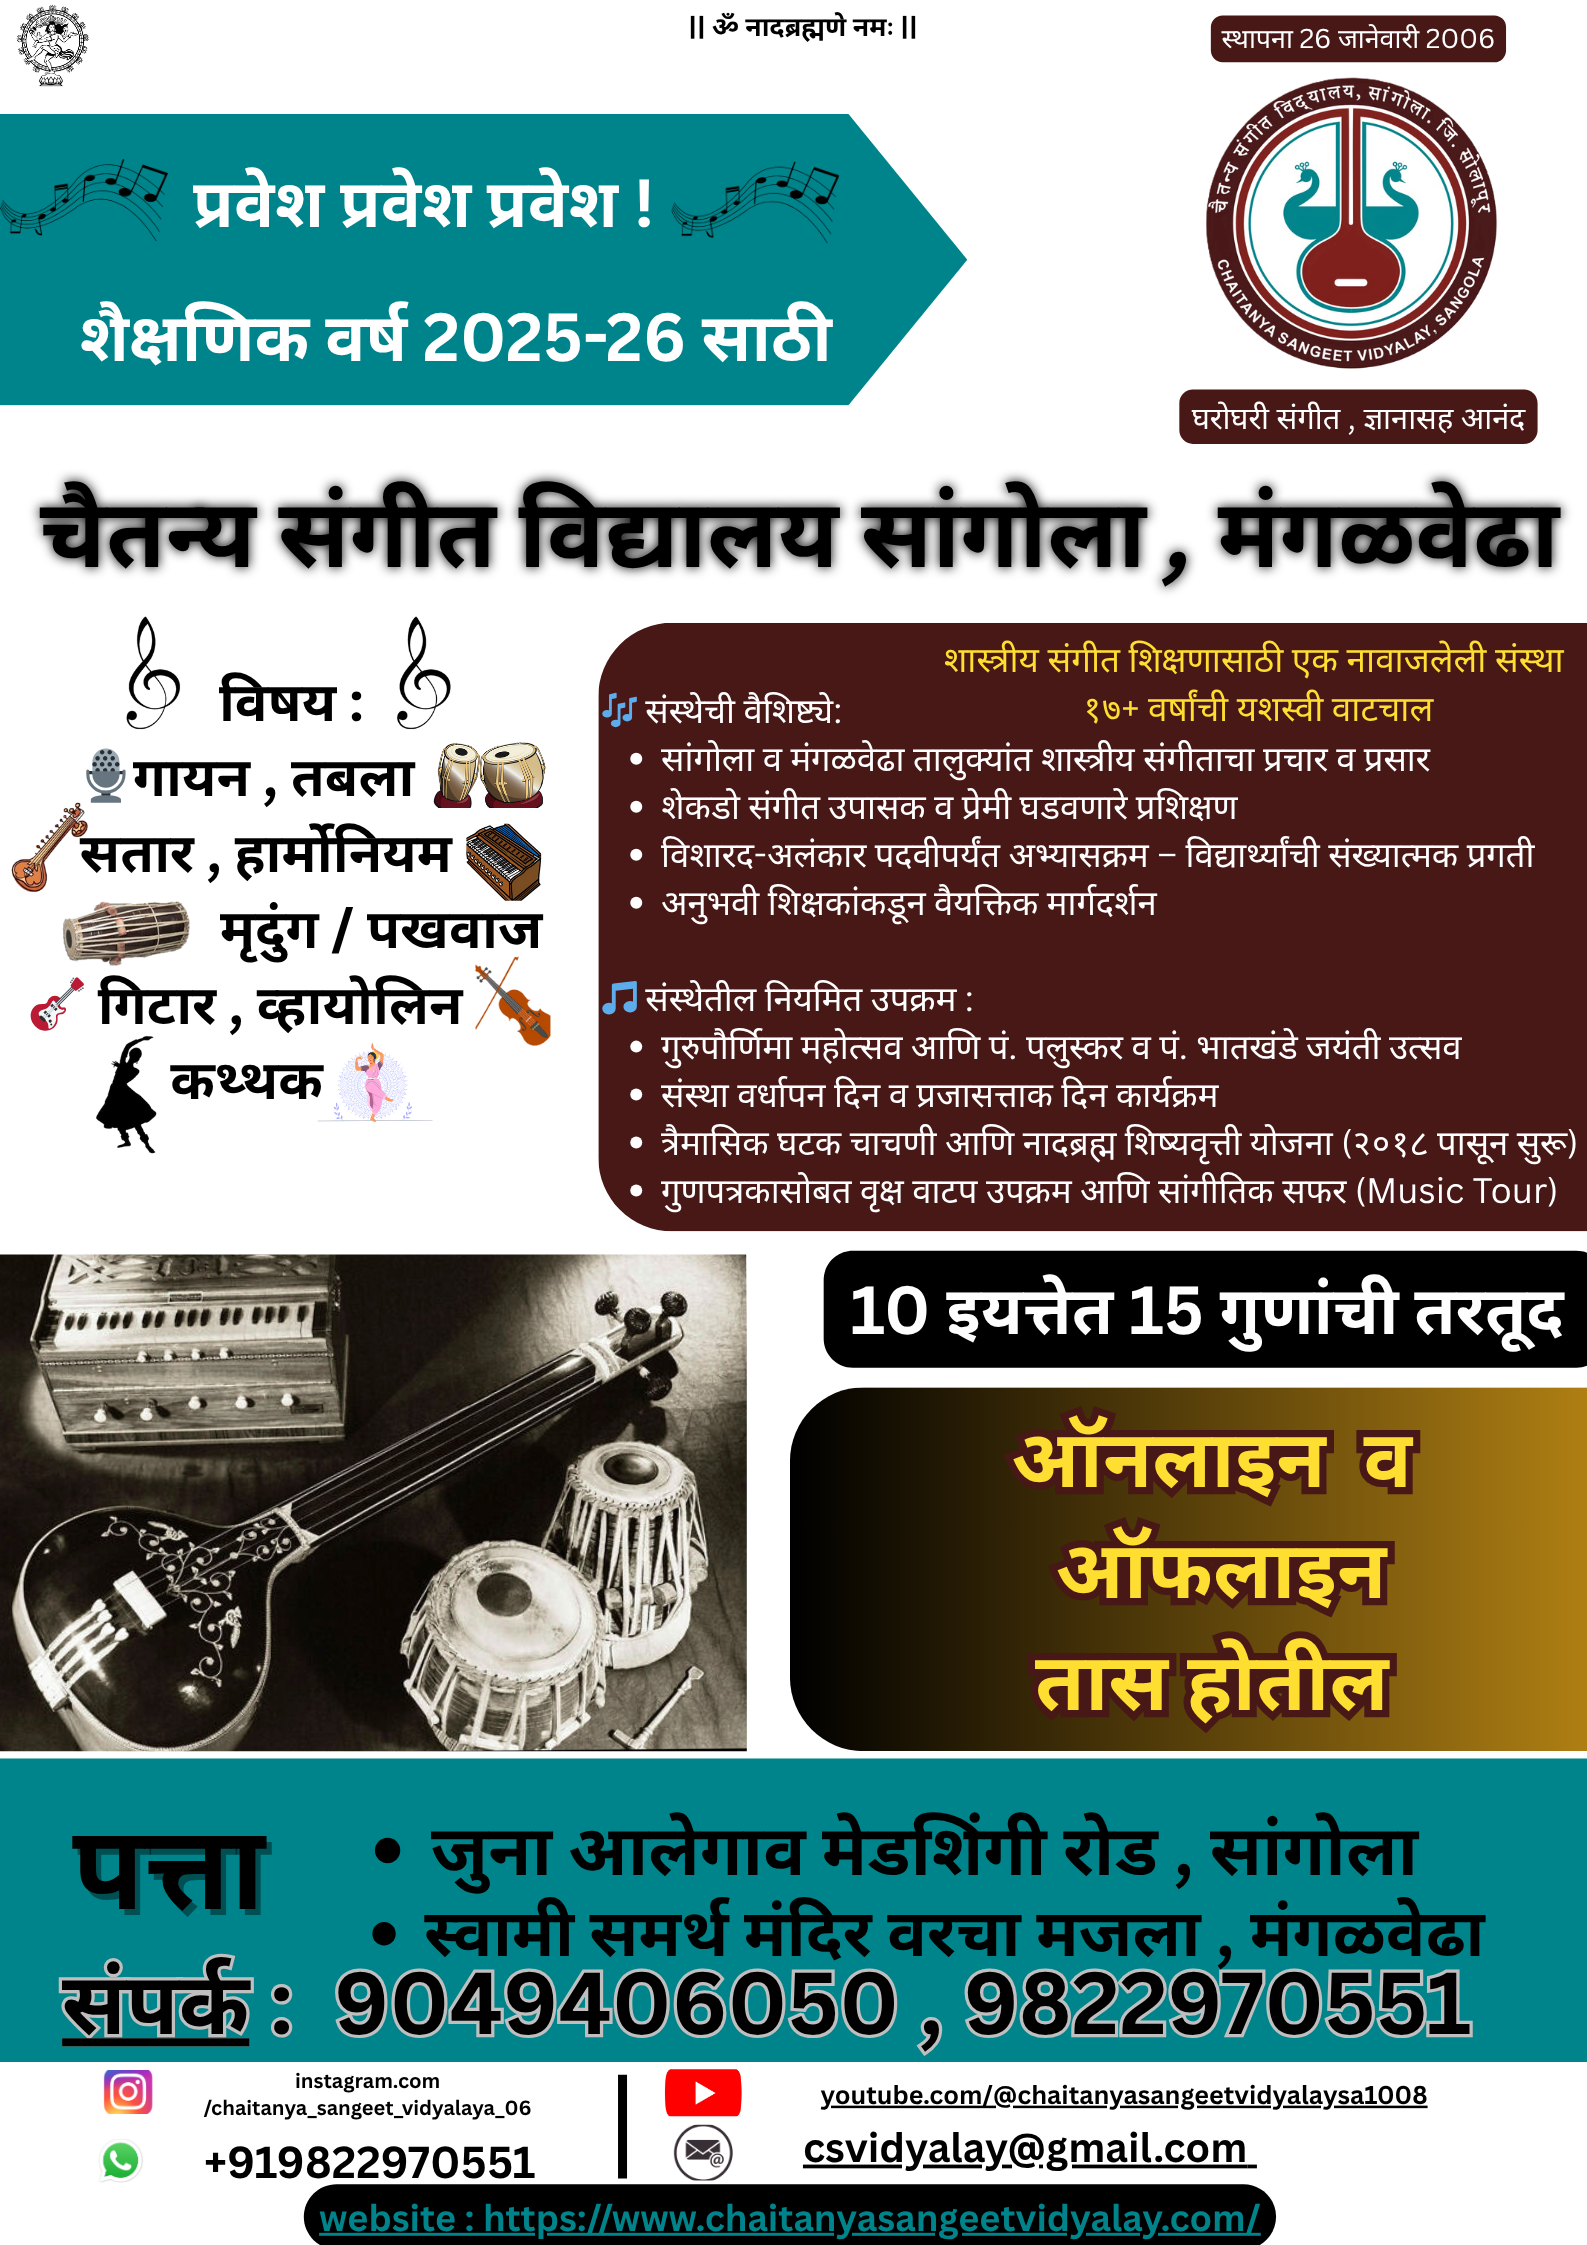 || ॐ नादब्रह्मणे नमः ||
स्थापना 26 जानेवारी 2006
चैतन्य संगीत विद्यालय, सांगोला. जि. सोलापूर
CHAITANYA SANGEET VIDYALAY, SANGOLA
प्रवेश प्रवेश प्रवेश !
शैक्षणिक वर्ष 2025-26 साठी
घरोघरी संगीत , ज्ञानासह आनंद
चैतन्य संगीत विद्यालय सांगोला , मंगळवेढा
विषय :
गायन , तबला
सतार , हार्मोनियम
मृदुंग / पखवाज
गिटार , व्हायोलिन
कथ्थक
शास्त्रीय संगीत शिक्षणासाठी एक नावाजलेली संस्था
१७+ वर्षांची यशस्वी वाटचाल
🎶 संस्थेची वैशिष्ट्ये:
• सांगोला व मंगळवेढा तालुक्यांत शास्त्रीय संगीताचा प्रचार व प्रसार
• शेकडो संगीत उपासक व प्रेमी घडवणारे प्रशिक्षण
• विशारद-अलंकार पदवीपर्यंत अभ्यासक्रम – विद्यार्थ्यांची संख्यात्मक प्रगती
• अनुभवी शिक्षकांकडून वैयक्तिक मार्गदर्शन
🎵 संस्थेतील नियमित उपक्रम :
• गुरुपौर्णिमा महोत्सव आणि पं. पलुस्कर व पं. भातखंडे जयंती उत्सव
• संस्था वर्धापन दिन व प्रजासत्ताक दिन कार्यक्रम
• त्रैमासिक घटक चाचणी आणि नादब्रह्म शिष्यवृत्ती योजना (२०१८ पासून सुरू)
• गुणपत्रकासोबत वृक्ष वाटप उपक्रम आणि सांगीतिक सफर (Music Tour)
10 इयत्तेत 15 गुणांची तरतूद
ऑनलाइन व
ऑफलाइन
तास होतील
पत्ता
• जुना आलेगाव मेडशिंगी रोड , सांगोला
• स्वामी समर्थ मंदिर वरचा मजला , मंगळवेढा
संपर्क : 9049406050 , 9822970551
instagram.com
/chaitanya_sangeet_vidyalaya_06
+919822970551
youtube.com/@chaitanyasangeetvidyalaysa1008
csvidyalay@gmail.com
website : https://www.chaitanyasangeetvidyalay.com/